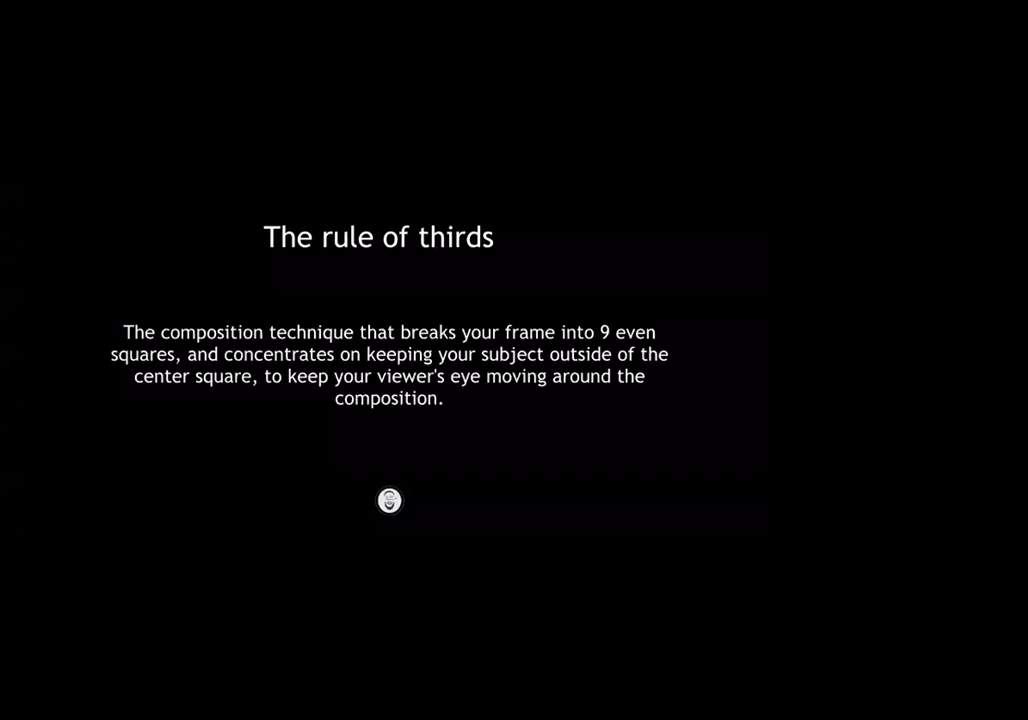 The rule of thirds
The composition technique that breaks your frame into 9 even
squares, and concentrates on keeping your subject outside of the
center square, to keep your viewer's eye moving around the
composition.